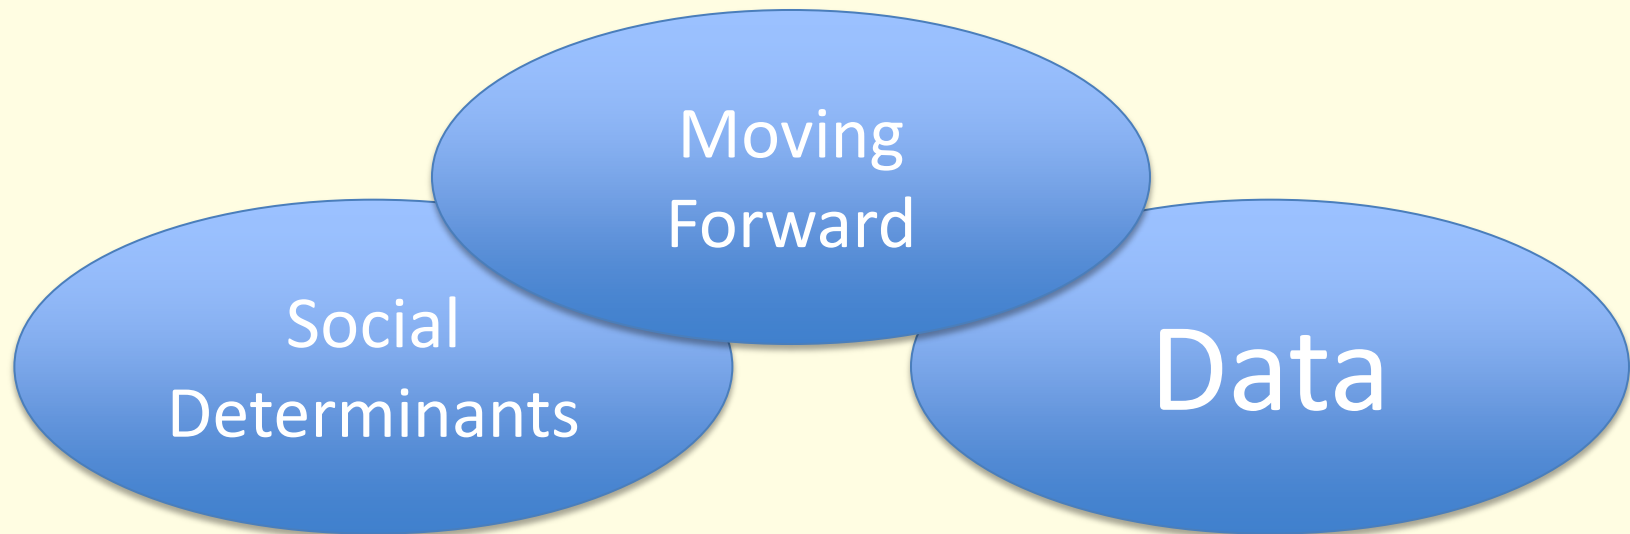 Moving
Forward
Social
Determinants
Data